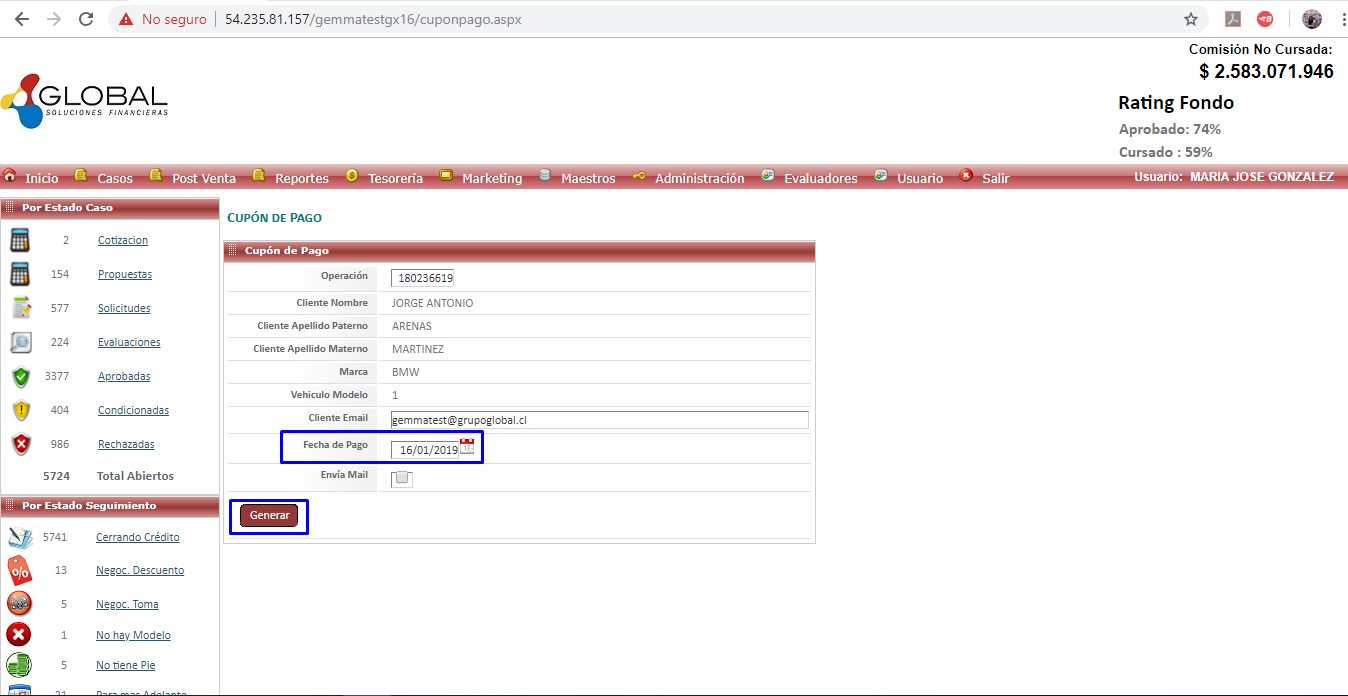 No seguro
54.235.81.157/gemmatestgx16/cuponpago.aspx
Comisión No Cursada:
$ 2.583.071.946
GLOBAL
SOLUCIONES FINANCIERAS
Rating Fondo
Aprobado: 74%
Cursado : 59%
Inicio Casos Post Venta Reportes Tesorería Marketing Maestros Administración Evaluadores Usuario Salir Usuario: MARIA JOSE GONZALEZ
Por Estado Caso
2 Cotizacion
154 Propuestas
577 Solicitudes
224 Evaluaciones
3377 Aprobadas
404 Condicionadas
986 Rechazadas
5724 Total Abiertos
Por Estado Seguimiento
5741 Cerrando Crédito
13 Negoc. Descuento
5 Negoc. Toma
1 No hay Modelo
5 No tiene Pie
21 Para mas Adelante
CUPÓN DE PAGO
Cupón de Pago
Operación 180236619
Cliente Nombre JORGE ANTONIO
Cliente Apellido Paterno ARENAS
Cliente Apellido Materno MARTINEZ
Marca BMW
Vehiculo Modelo 1
Cliente Email gemmatest@grupoglobal.cl
Fecha de Pago 16/01/2019
Envía Mail
Generar